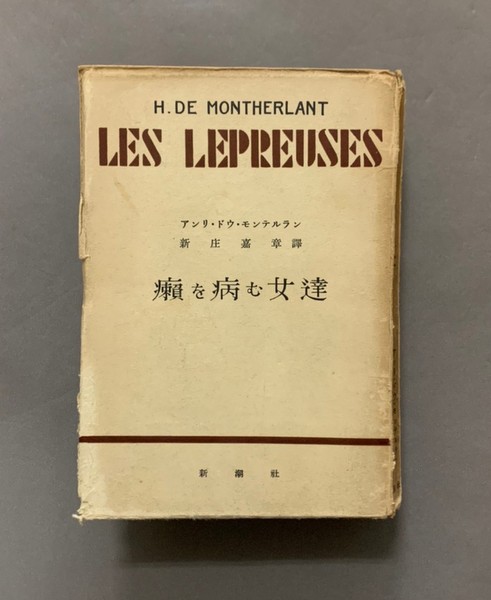 H. DE MONTHERLANT
LES LEPREUSES
アンリ・ドウ・モンテルラン
新庄嘉章譯
癩を病む女達
新潮社